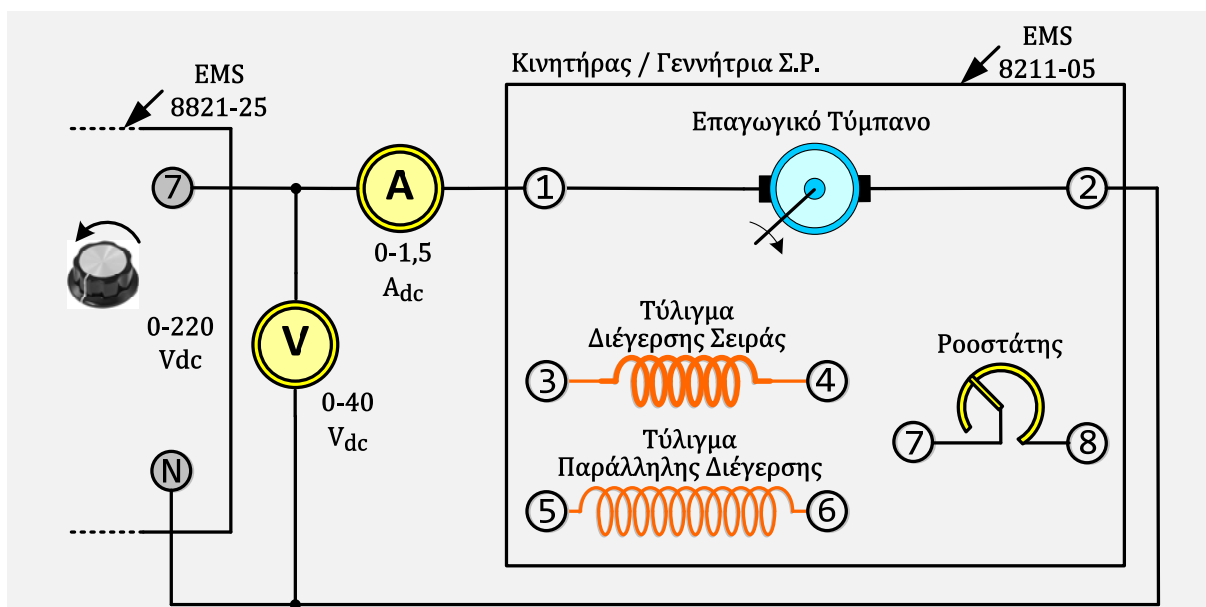 EMS
8821-25
Κινητήρας / Γεννήτρια Σ.Ρ.
EMS
8211-05
Επαγωγικό Τύμπανο
7
A
1
2
0-1,5
Adc
0-220
Vdc
V
0-40
Vdc
Τύλιγμα
Διέγερσης Σειράς
3
4
Ροοστάτης
7
8
Τύλιγμα
Παράλληλης Διέγερσης
5
6
N